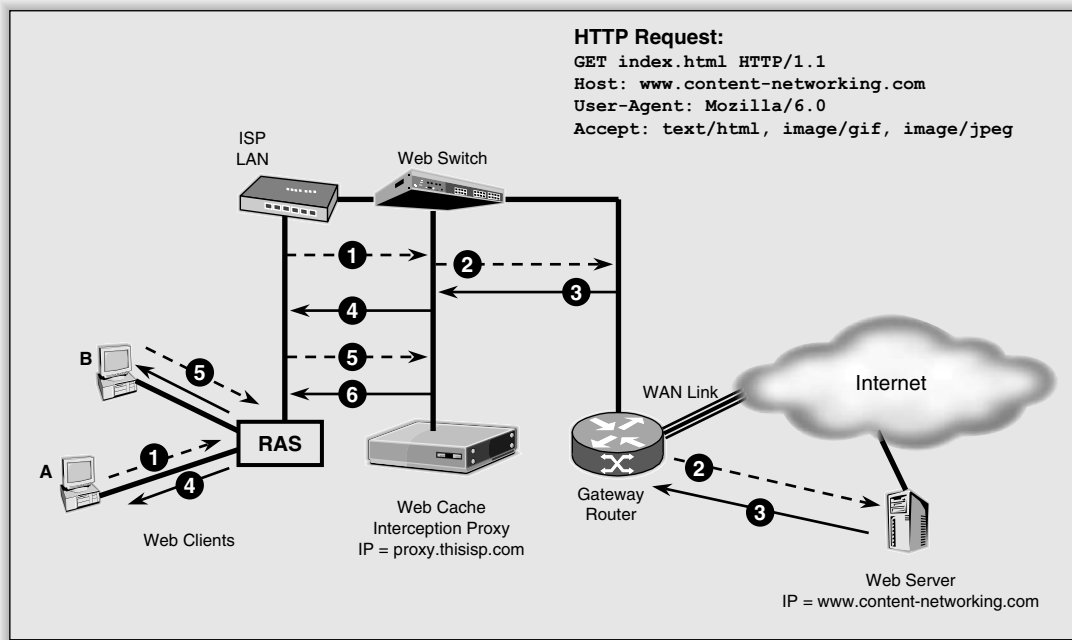 HTTP Request:
GET index.html HTTP/1.1
Host: www.content-networking.com
User-Agent: Mozilla/6.0
Accept: text/html, image/gif, image/jpeg
ISP
LAN
Web Switch
1
2
3
4
B
5
5
Internet
WAN Link
6
RAS
1
A
4
2
3
Gateway
Router
Web Cache
Interception Proxy
IP = proxy.thisisp.com
Web Clients
Web Server
IP = www.content-networking.com